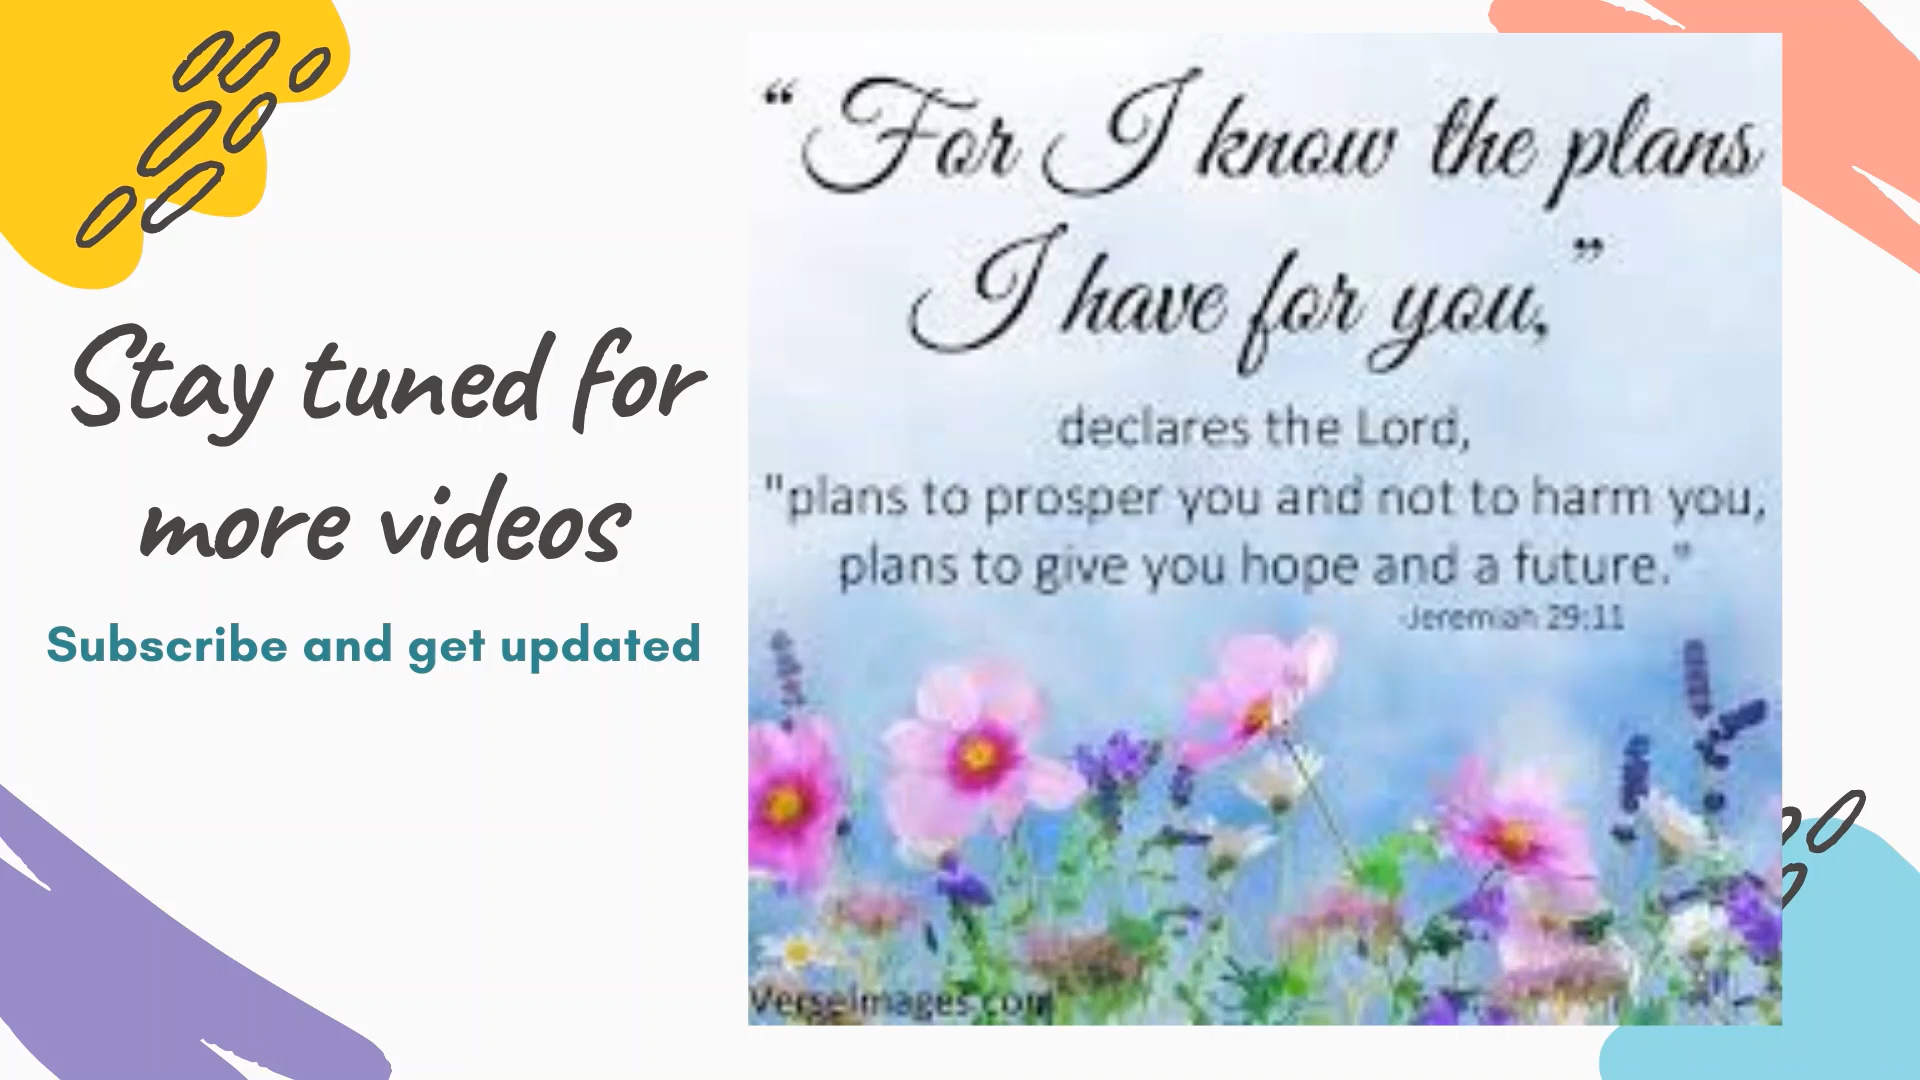 Stay tuned for
more videos
Subscribe and get updated
“ For I know the plans
I have for you,”
declares the Lord,
"plans to prosper you and not to harm you,
plans to give you hope and a future."
-Jeremiah 29:11
VerseImages.com